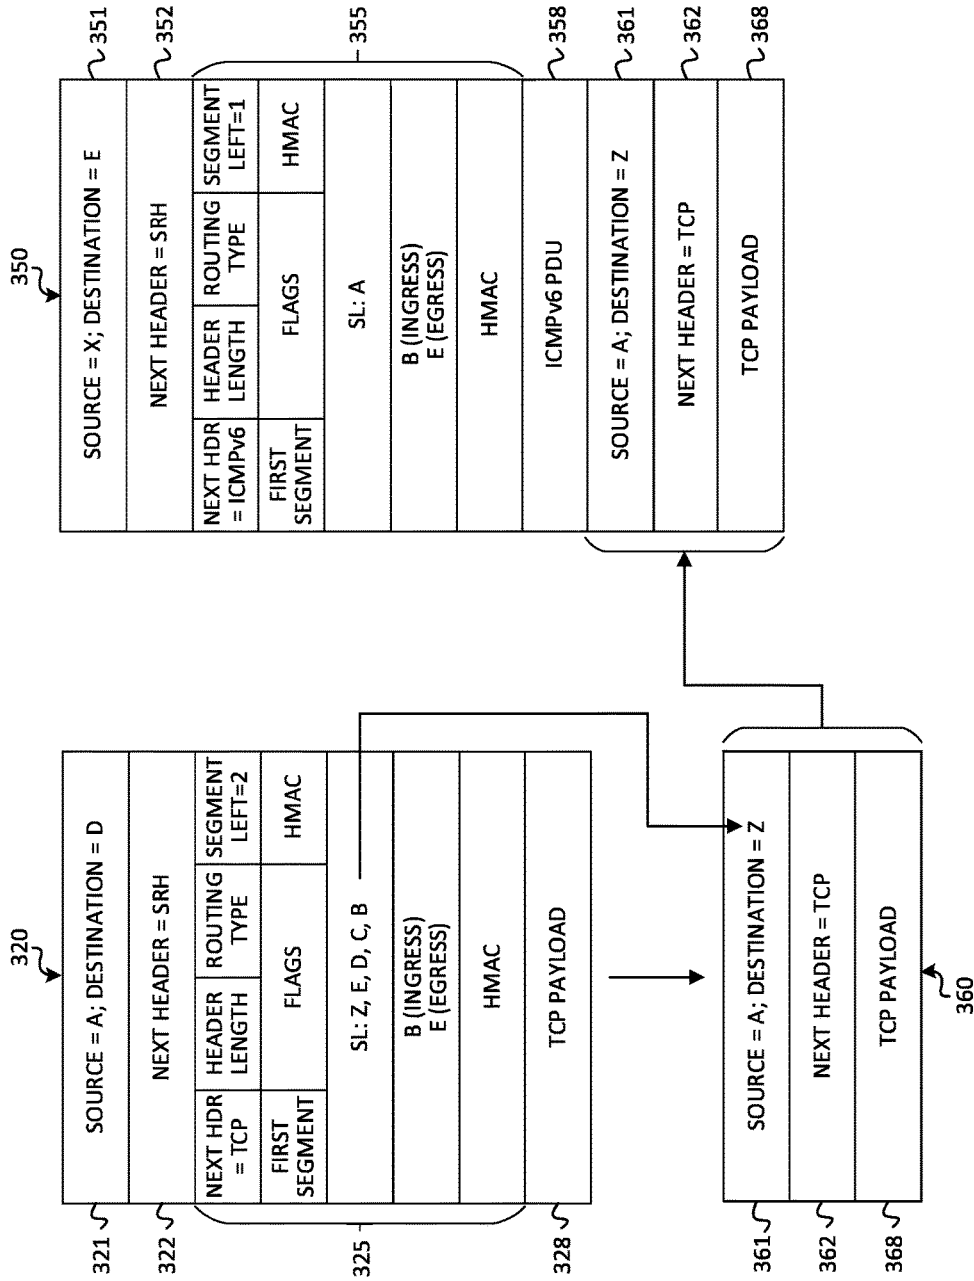 320
321
SOURCE = A; DESTINATION = D
322
NEXT HEADER = SRH
325
NEXT HDR
= TCP
HEADER
LENGTH
ROUTING
TYPE
SEGMENT
LEFT=2
FIRST
SEGMENT
FLAGS
HMAC
SL: Z, E, D, C, B
B (INGRESS)
E (EGRESS)
HMAC
328
TCP PAYLOAD
361
SOURCE = A; DESTINATION = Z
362
NEXT HEADER = TCP
368
TCP PAYLOAD
360
350
SOURCE = X; DESTINATION = E
351
NEXT HEADER = SRH
352
NEXT HDR
= ICMPv6
HEADER
LENGTH
ROUTING
TYPE
SEGMENT
LEFT=1
355
FIRST
SEGMENT
FLAGS
HMAC
SL: A
B (INGRESS)
E (EGRESS)
HMAC
ICMPv6 PDU
358
SOURCE = A; DESTINATION = Z
361
NEXT HEADER = TCP
362
TCP PAYLOAD
368